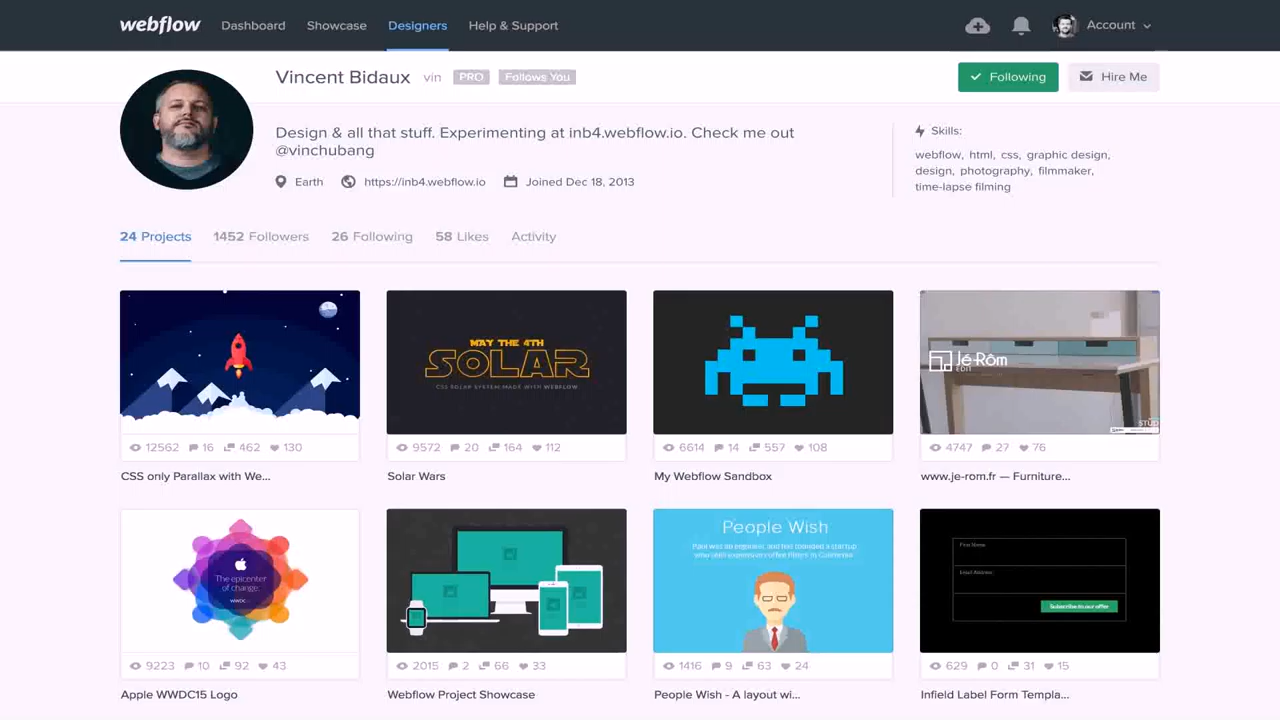 webflow Dashboard Showcase Designers Help & Support Account
Vincent Bidaux vin PRO Follows You Following Hire Me
Design & all that stuff. Experimenting at inb4.webflow.io. Check me out
@vinchubang
Earth https://inb4.webflow.io Joined Dec 18, 2013
Skills:
webflow, html, css, graphic design,
design, photography, filmmaker,
time-lapse filming
24 Projects 1452 Followers 26 Following 58 Likes Activity
MAY THE 4TH
SOLAR
CSS SOLAR SYSTEM MADE WITH WEBFLOW
Jé-Rôm
EDIT
12562 16 462 130
9572 20 164 112
6614 14 557 108
4747 27 76
CSS only Parallax with We...
Solar Wars
My Webflow Sandbox
www.je-rom.fr — Furniture...
The epicenter
of change.
WWDC
People Wish
First Name
Email Address
Subscribe to our offer
9223 10 92 43
2015 2 66 33
1416 9 63 24
629 0 31 15
Apple WWDC15 Logo
Webflow Project Showcase
People Wish - A layout wi...
Infield Label Form Templa...